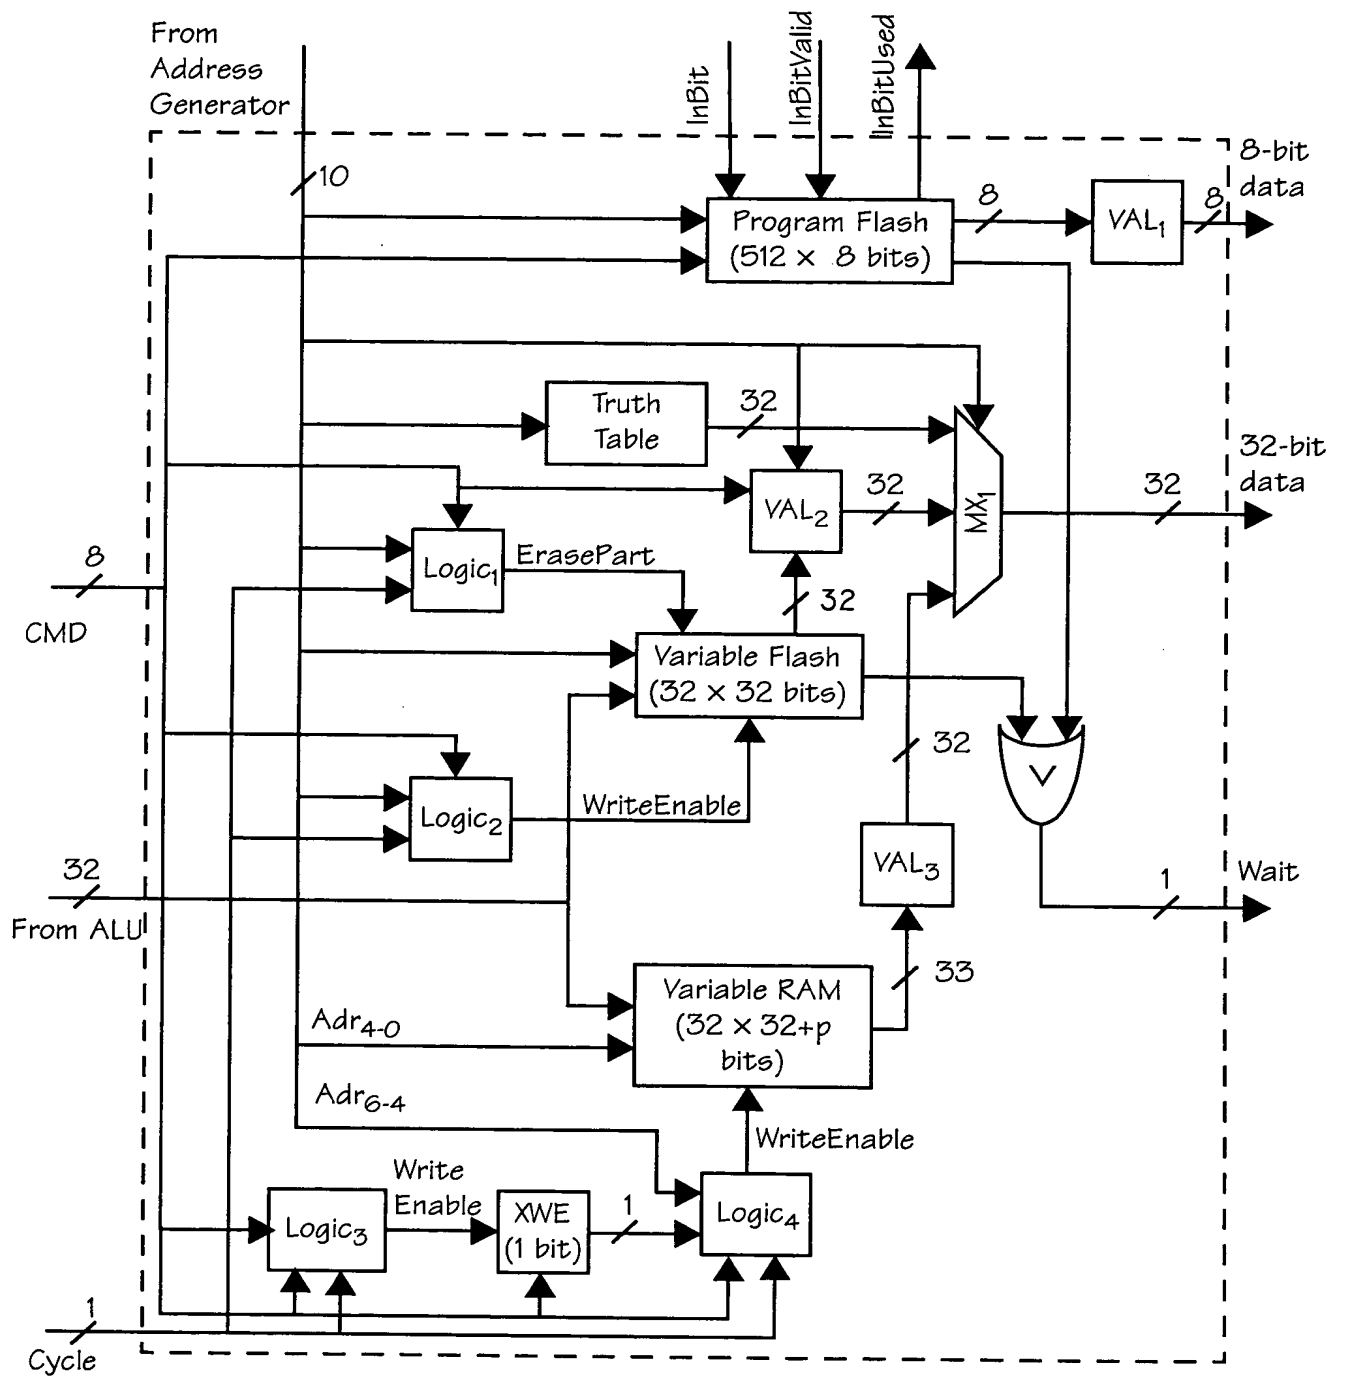 From
Address
Generator
InBit
InBitValid
InBitUsed
10
8-bit
data
8
8
Program Flash
(512 × 8 bits)
VAL1
Truth
Table
32
32-bit
data
32
VAL2
32
MX1
8
CMD
Logic1
ErasePart
32
Variable Flash
(32 × 32 bits)
32
V
Logic2
WriteEnable
VAL3
32
From ALU
1
Wait
33
Variable RAM
(32 × 32+p
bits)
Adr4-0
Adr6-4
WriteEnable
Write
Enable
Logic3
XWE
(1 bit)
1
Logic4
1
Cycle